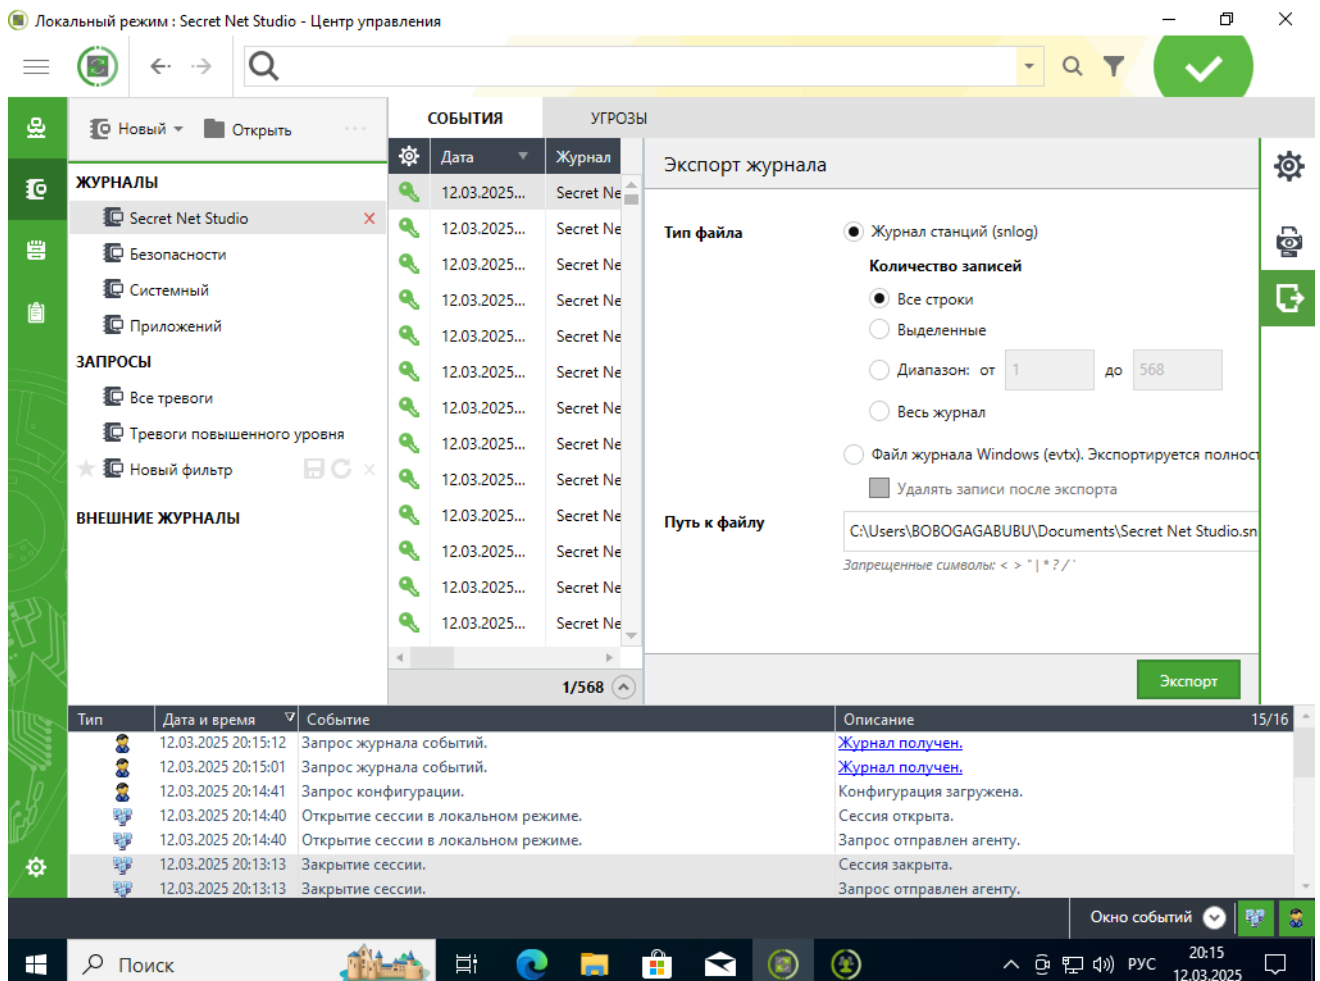 Локальный режим : Secret Net Studio - Центр управления
Новый
Открыть
ЖУРНАЛЫ
Secret Net Studio
Безопасности
Системный
Приложений
ЗАПРОСЫ
Все тревоги
Тревоги повышенного уровня
Новый фильтр
ВНЕШНИЕ ЖУРНАЛЫ
СОБЫТИЯ УГРОЗЫ
Дата Журнал
12.03.2025... Secret Ne
12.03.2025... Secret Ne
12.03.2025... Secret Ne
12.03.2025... Secret Ne
12.03.2025... Secret Ne
12.03.2025... Secret Ne
12.03.2025... Secret Ne
12.03.2025... Secret Ne
12.03.2025... Secret Ne
12.03.2025... Secret Ne
12.03.2025... Secret Ne
12.03.2025... Secret Ne
12.03.2025... Secret Ne
1/568
Экспорт журнала
Тип файла
Журнал станций (snlog)
Количество записей
Все строки
Выделенные
Диапазон: от 1 до 568
Весь журнал
Файл журнала Windows (evtx). Экспортируется полност
Удалять записи после экспорта
Путь к файлу
C:\Users\BOBOGAGABUBU\Documents\Secret Net Studio.sn
Запрещенные символы: < > " | * ? / '
Экспорт
Тип Дата и время Событие Описание 15/16
12.03.2025 20:15:12 Запрос журнала событий. Журнал получен.
12.03.2025 20:15:01 Запрос журнала событий. Журнал получен.
12.03.2025 20:14:41 Запрос конфигурации. Конфигурация загружена.
12.03.2025 20:14:40 Открытие сессии в локальном режиме. Сессия открыта.
12.03.2025 20:14:40 Открытие сессии в локальном режиме. Запрос отправлен агенту.
12.03.2025 20:13:13 Закрытие сессии. Сессия закрыта.
12.03.2025 20:13:13 Закрытие сессии. Запрос отправлен агенту.
Окно событий
Поиск
РУС
20:15
12.03.2025